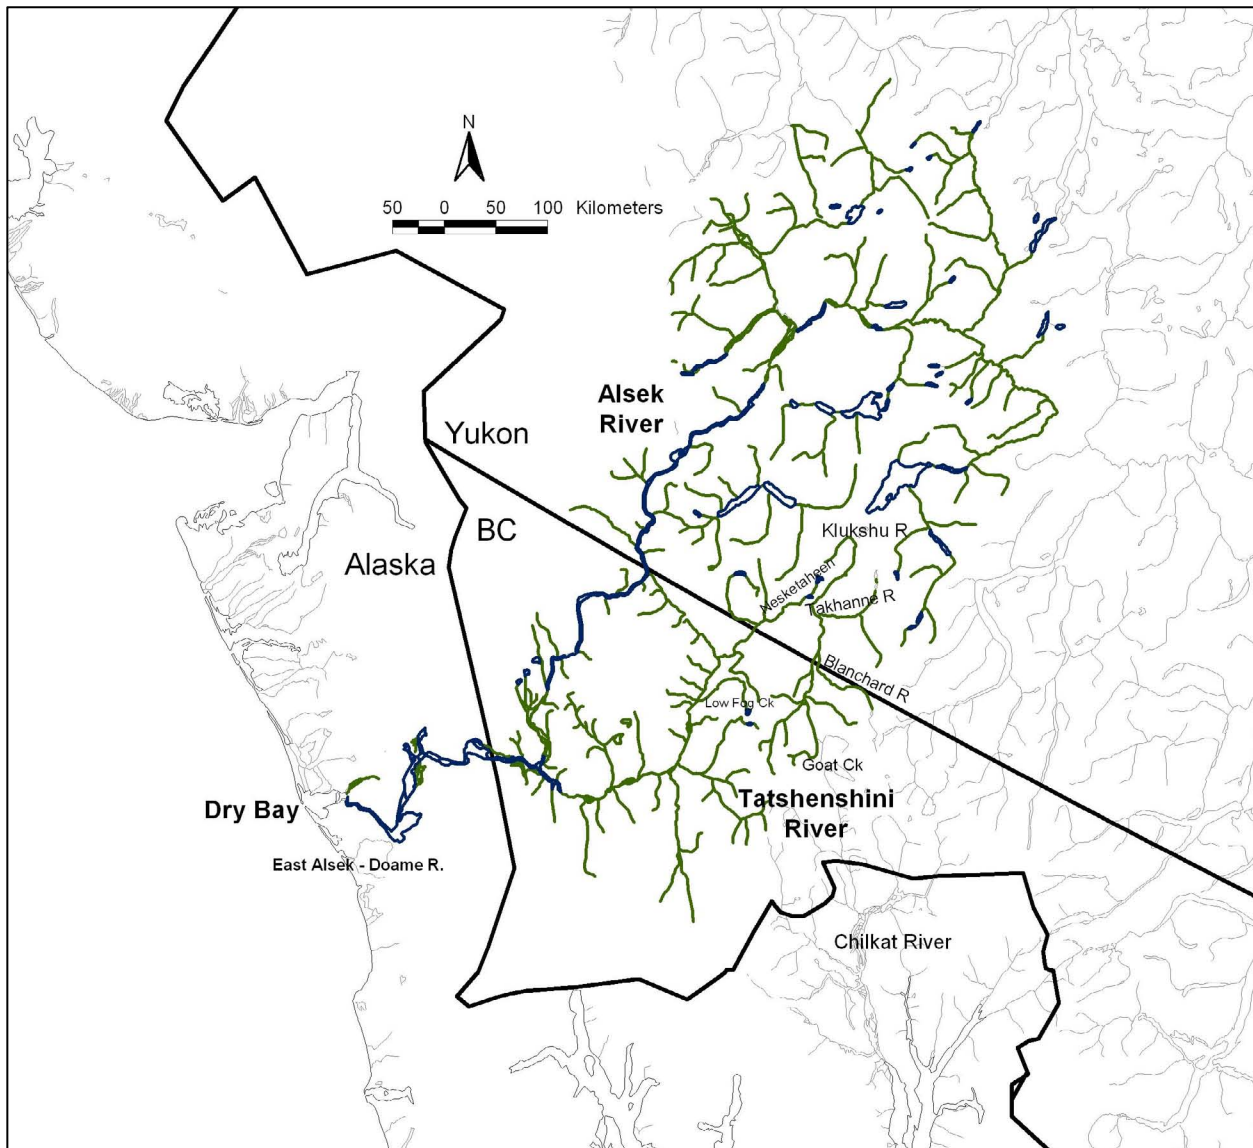 N
50 0 50 100 Kilometers
Alsek
River
Yukon
BC
Alaska
Klukshu R
Nesketaheen
Takhanne R
Blanchard R
Low Fog Ck
Goat Ck
Tatshenshini
River
Dry Bay
East Alsek - Doame R.
Chilkat River